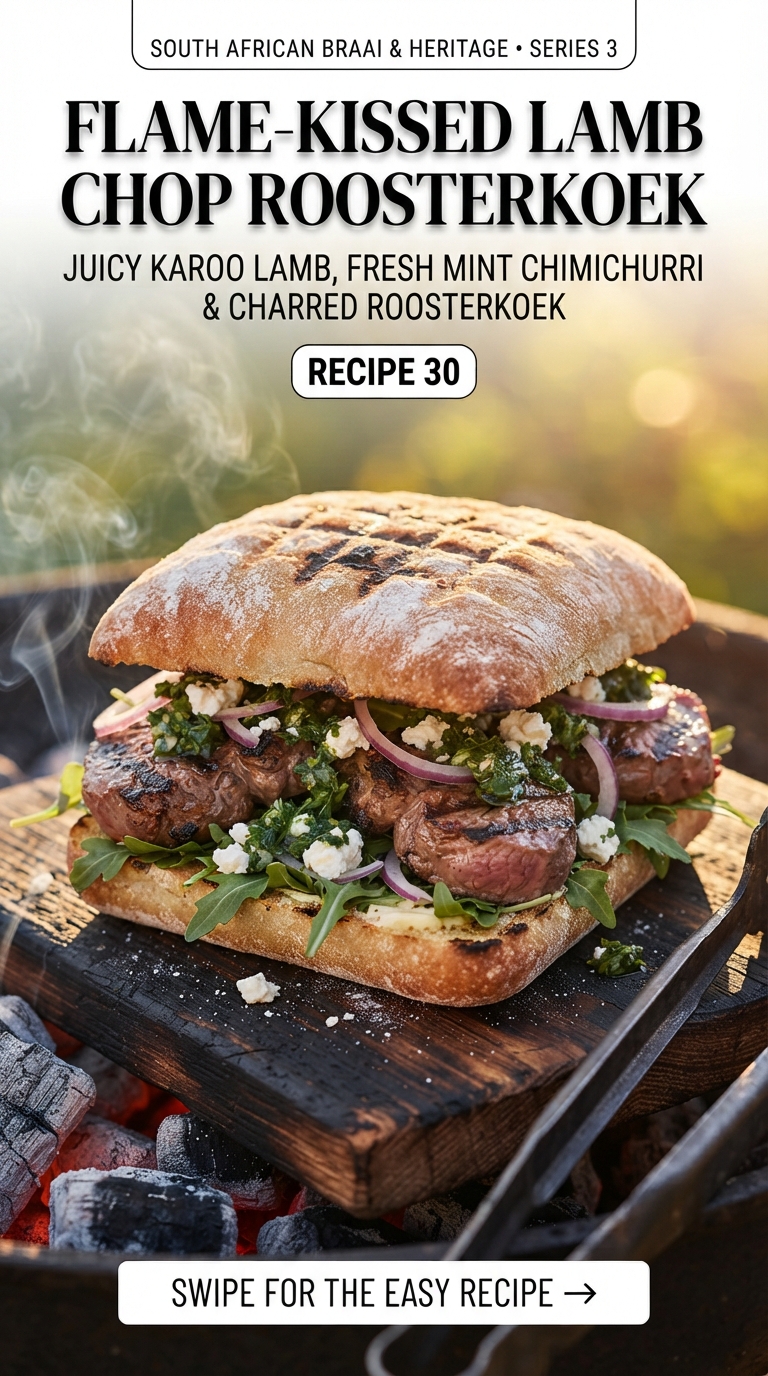 SOUTH AFRICAN BRAAI & HERITAGE • SERIES 3
FLAME-KISSED LAMB
CHOP ROOSTERKOEK
JUICY KAROO LAMB, FRESH MINT CHIMICHURRI
& CHARRED ROOSTERKOEK
RECIPE 30
SWIPE FOR THE EASY RECIPE →